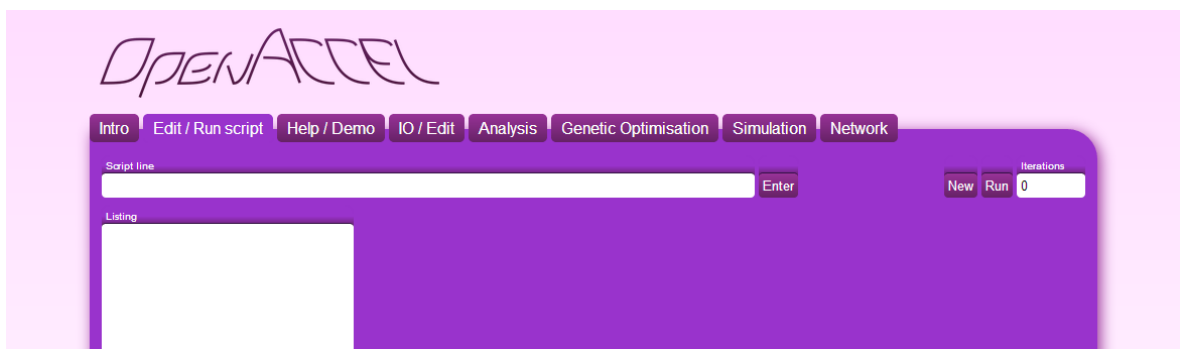 OpenAccel
Intro Edit / Run script Help / Demo IO / Edit Analysis Genetic Optimisation Simulation Network
Script line Iterations
Enter New Run 0
Listing